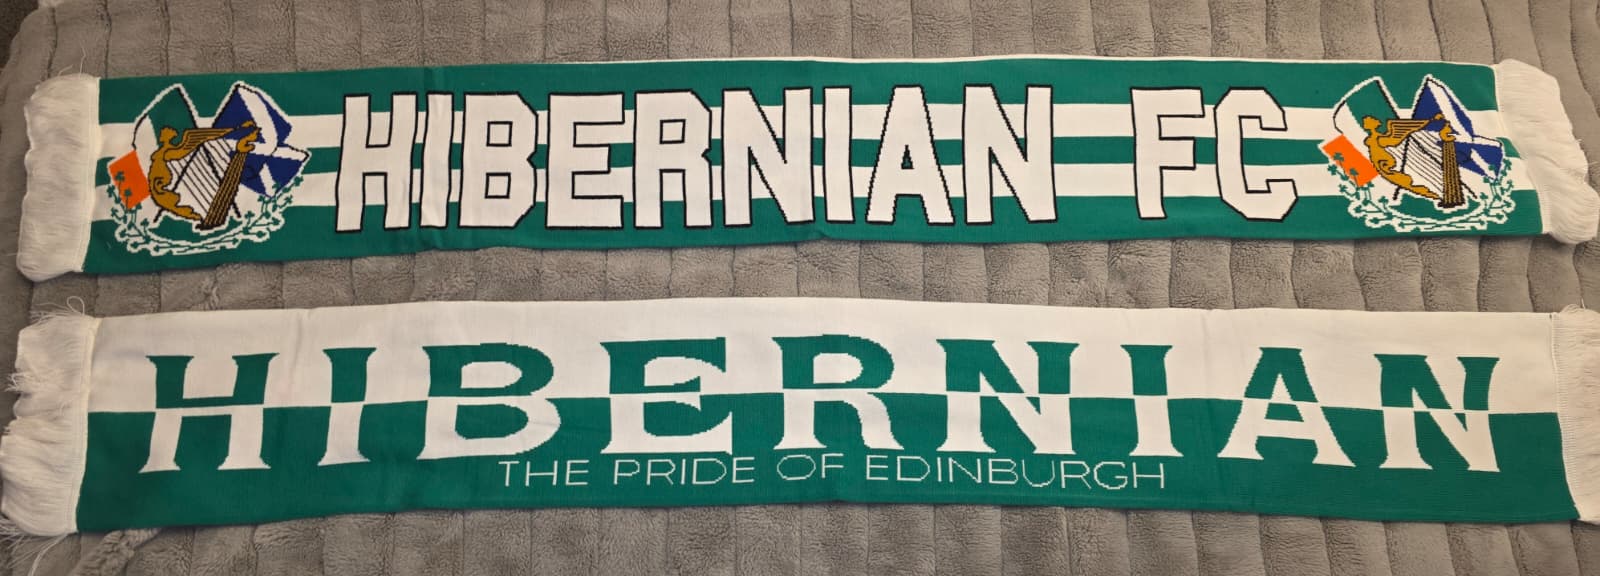 HIBERNIAN FC
HIBERNIAN
THE PRIDE OF EDINBURGH